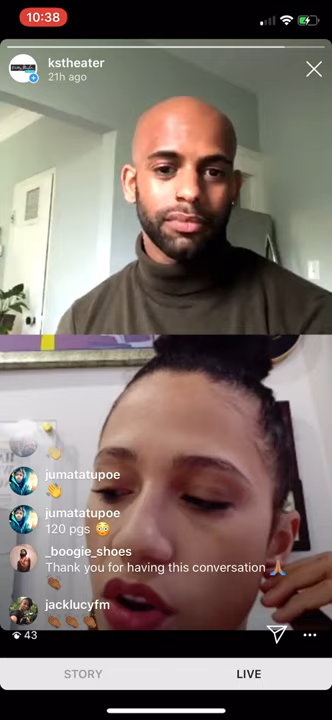 10:38
kstheater
21h ago
jumatatupoe
👋
jumatatupoe
120 pgs 😳
_boogie_shoes
Thank you for having this conversation 🙏🏽
👏🏾
jacklucyfm
👏🏾👏🏾👏🏾
43
STORY
LIVE